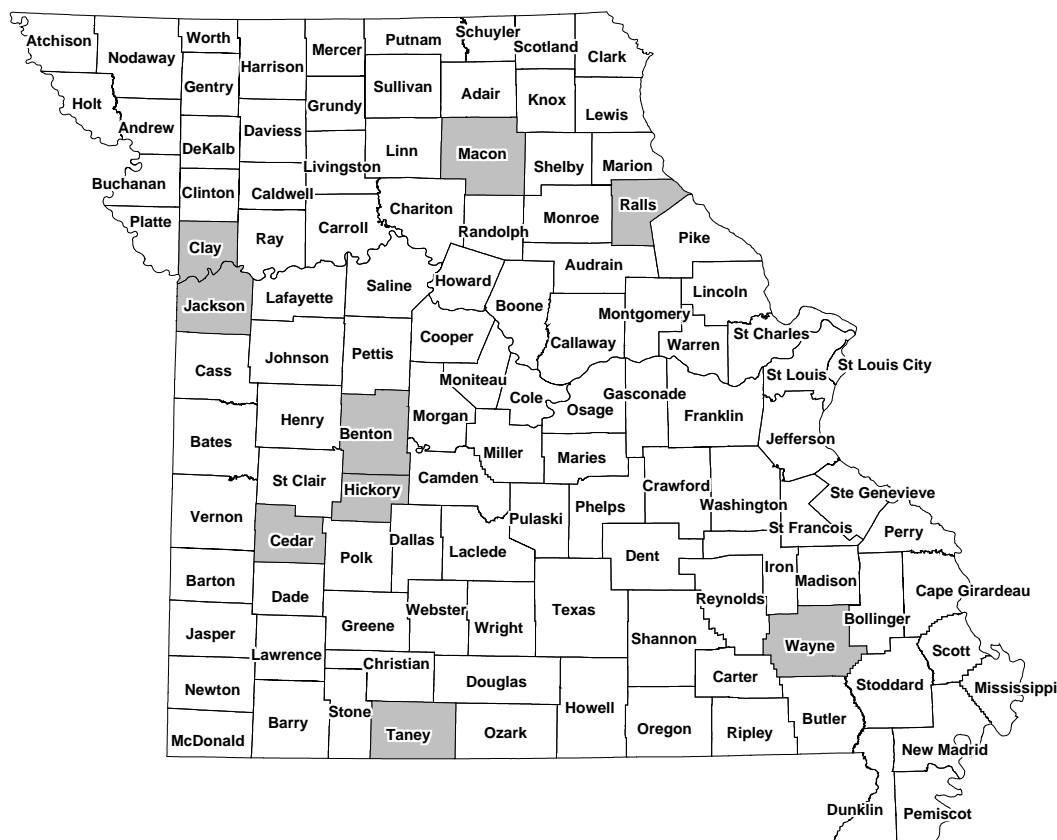 Atchison
Nodaway
Worth
Harrison
Mercer
Putnam
Schuyler
Scotland
Clark
Holt
Andrew
Gentry
DeKalb
Daviess
Grundy
Sullivan
Adair
Knox
Lewis
Buchanan
Clinton
Caldwell
Livingston
Linn
Macon
Shelby
Marion
Platte
Clay
Ray
Carroll
Chariton
Randolph
Monroe
Ralls
Pike
Jackson
Lafayette
Saline
Howard
Boone
Audrain
Callaway
Montgomery
Lincoln
Warren
St Charles
St Louis
St Louis City
Cass
Johnson
Pettis
Cooper
Moniteau
Cole
Osage
Gasconade
Franklin
Jefferson
Bates
Henry
Benton
Morgan
Miller
Maries
Vernon
St Clair
Hickory
Camden
Pulaski
Phelps
Crawford
Washington
St Francois
Ste Genevieve
Perry
Cedar
Polk
Dallas
Laclede
Dent
Iron
Madison
Cape Girardeau
Barton
Dade
Greene
Webster
Wright
Texas
Shannon
Reynolds
Wayne
Bollinger
Scott
Mississippi
Jasper
Lawrence
Christian
Douglas
Howell
Carter
Stoddard
Newton
Barry
Stone
Taney
Ozark
Oregon
Ripley
Butler
New Madrid
McDonald
Dunklin
Pemiscot